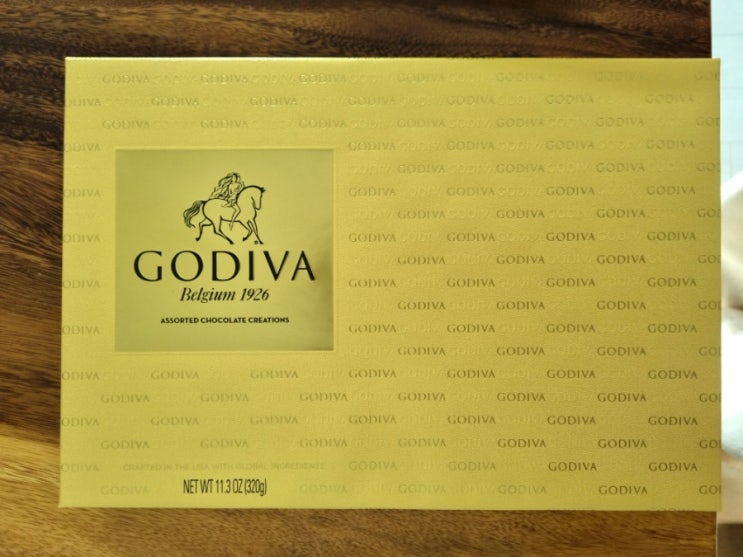 GODIVA
Belgium 1926
ASSORTED CHOCOLATE CREATIONS
CRAFTED IN THE USA WITH GLOBAL INGREDIENTS
NET WT 11.3 OZ (320g)